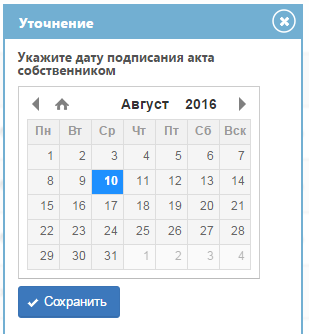 Уточнение
Укажите дату подписания акта
собственником
Август 2016
Пн Вт Ср Чт Пт Сб Вск
1 2 3 4 5 6 7
8 9 10 11 12 13 14
15 16 17 18 19 20 21
22 23 24 25 26 27 28
29 30 31 1 2 3 4
Сохранить